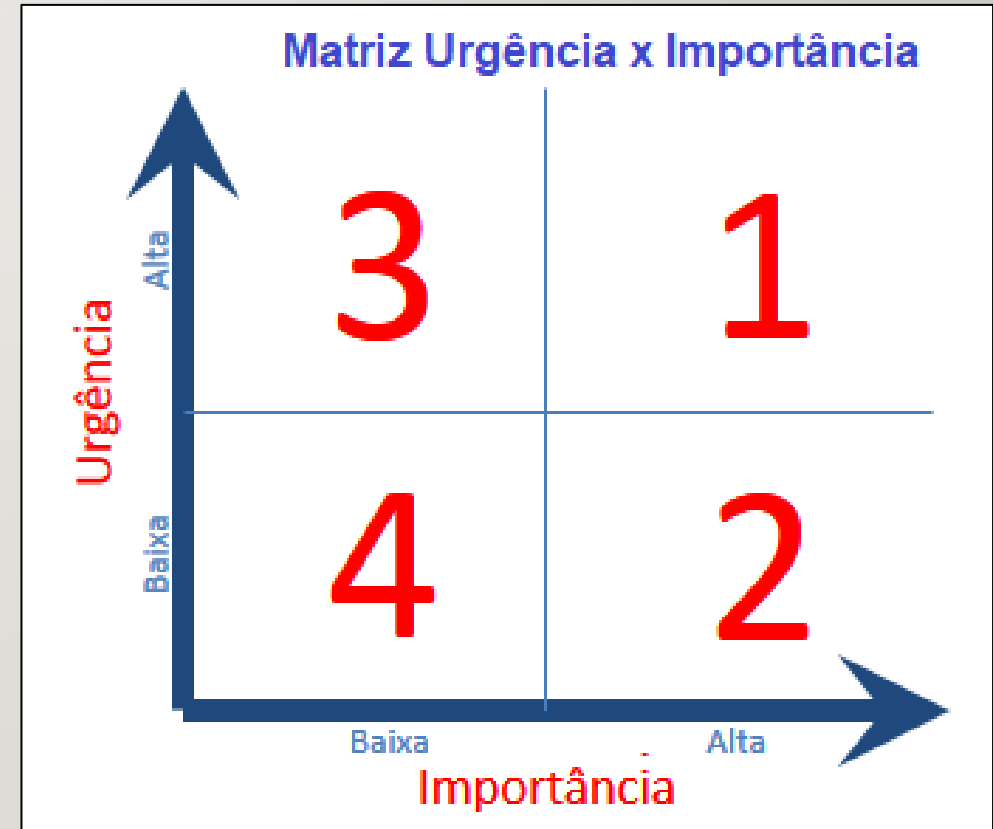 Matriz Urgência x Importância
Urgência
Alta
3
1
Baixa
4
2
Baixa
Alta
Importância